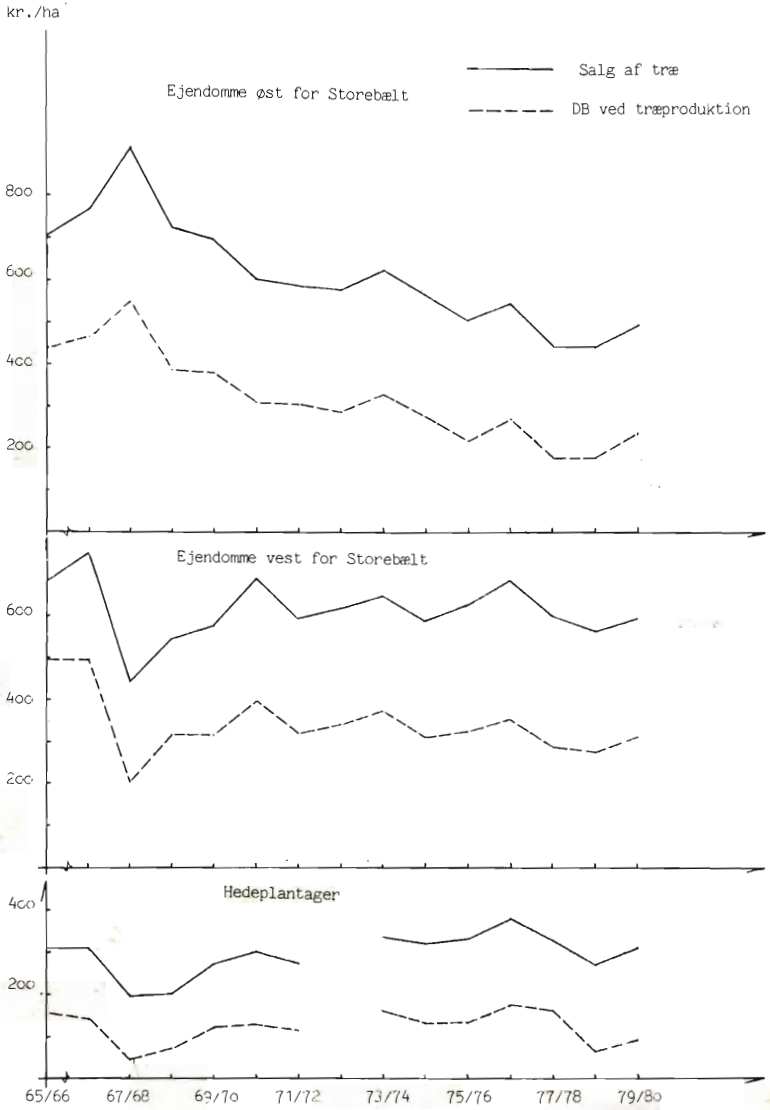 kr./ha
Salg af træ
Ejendomme øst for Storebælt
DB ved træproduktion
800
600
400
200
Ejendomme vest for Storebælt
600
400
200
Hedeplantager
400
200
65/66 67/68 69/70 71/72 73/74 75/76 77/78 79/80